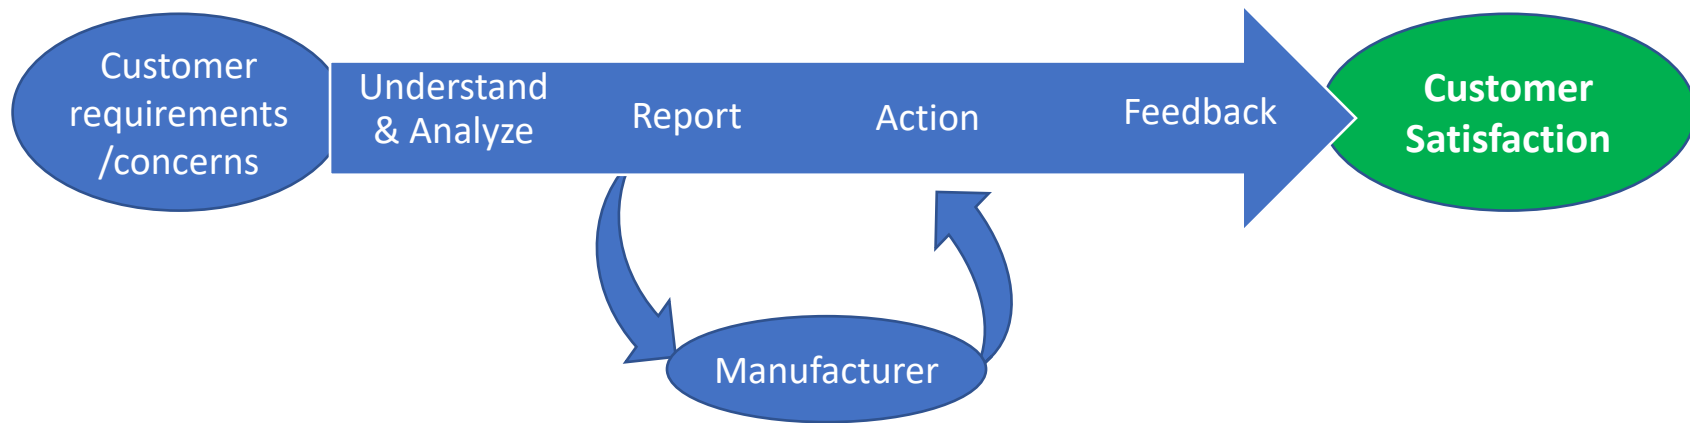 Customer
requirements
/concerns
Understand
& Analyze
Report
Action
Feedback
Customer
Satisfaction
Manufacturer